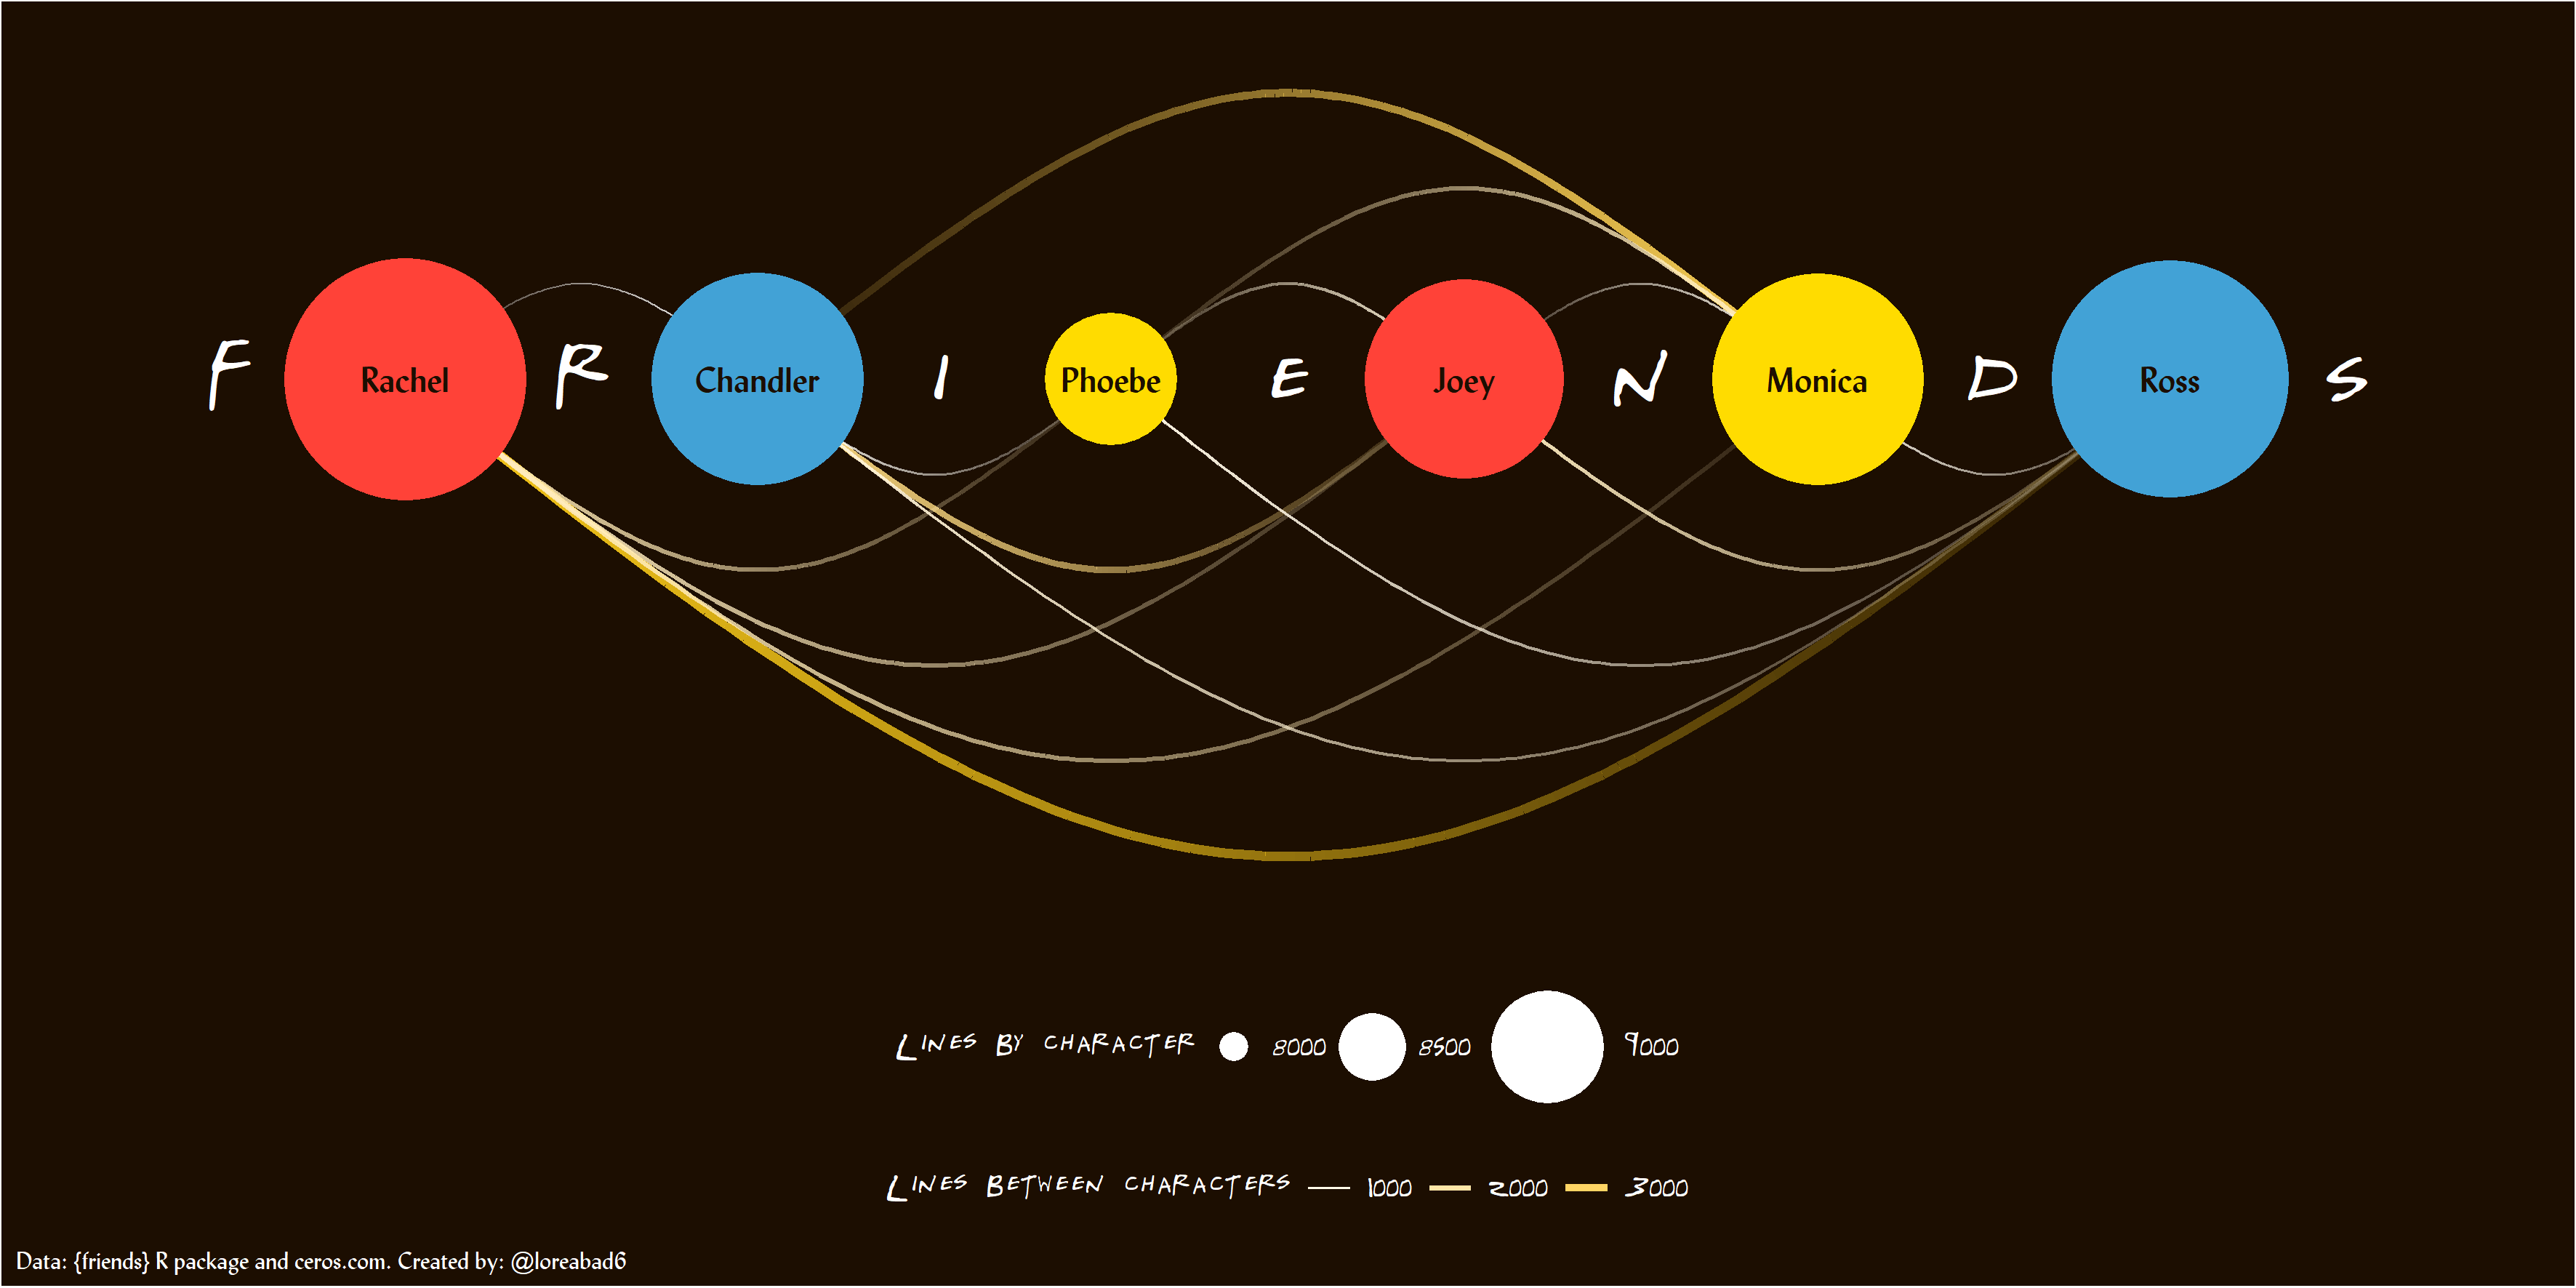 F Rachel R Chandler I Phoebe E Joey N Monica D Ross S
Lines by character 8000 8500 9000
Lines between characters 1000 2000 3000
Data: {friends} R package and ceros.com. Created by: @loreabad6